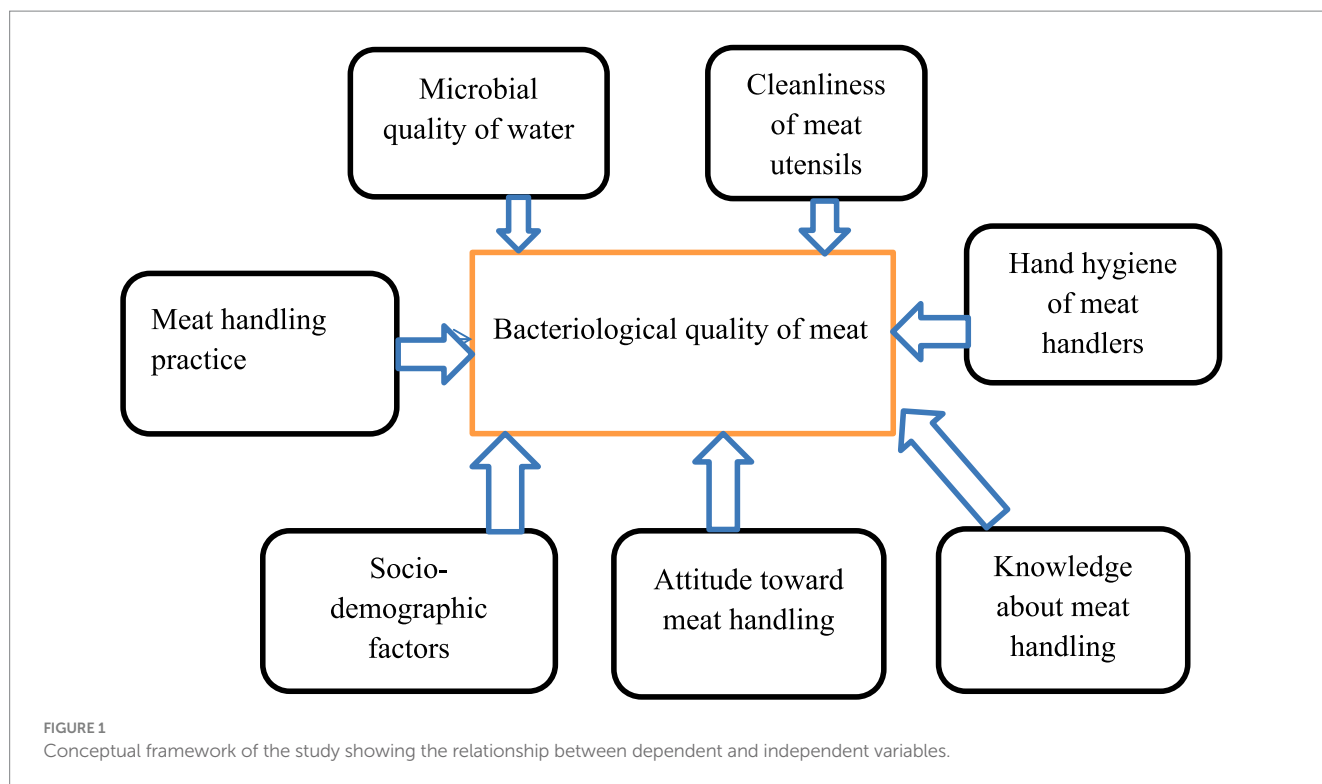 Microbial
quality of water
Cleanliness
of meat
utensils
Meat handling
practice
Bacteriological quality of meat
Hand hygiene
of meat
handlers
Socio-
demographic
factors
Attitude toward
meat handling
Knowledge
about meat
handling
FIGURE 1
Conceptual framework of the study showing the relationship between dependent and independent variables.